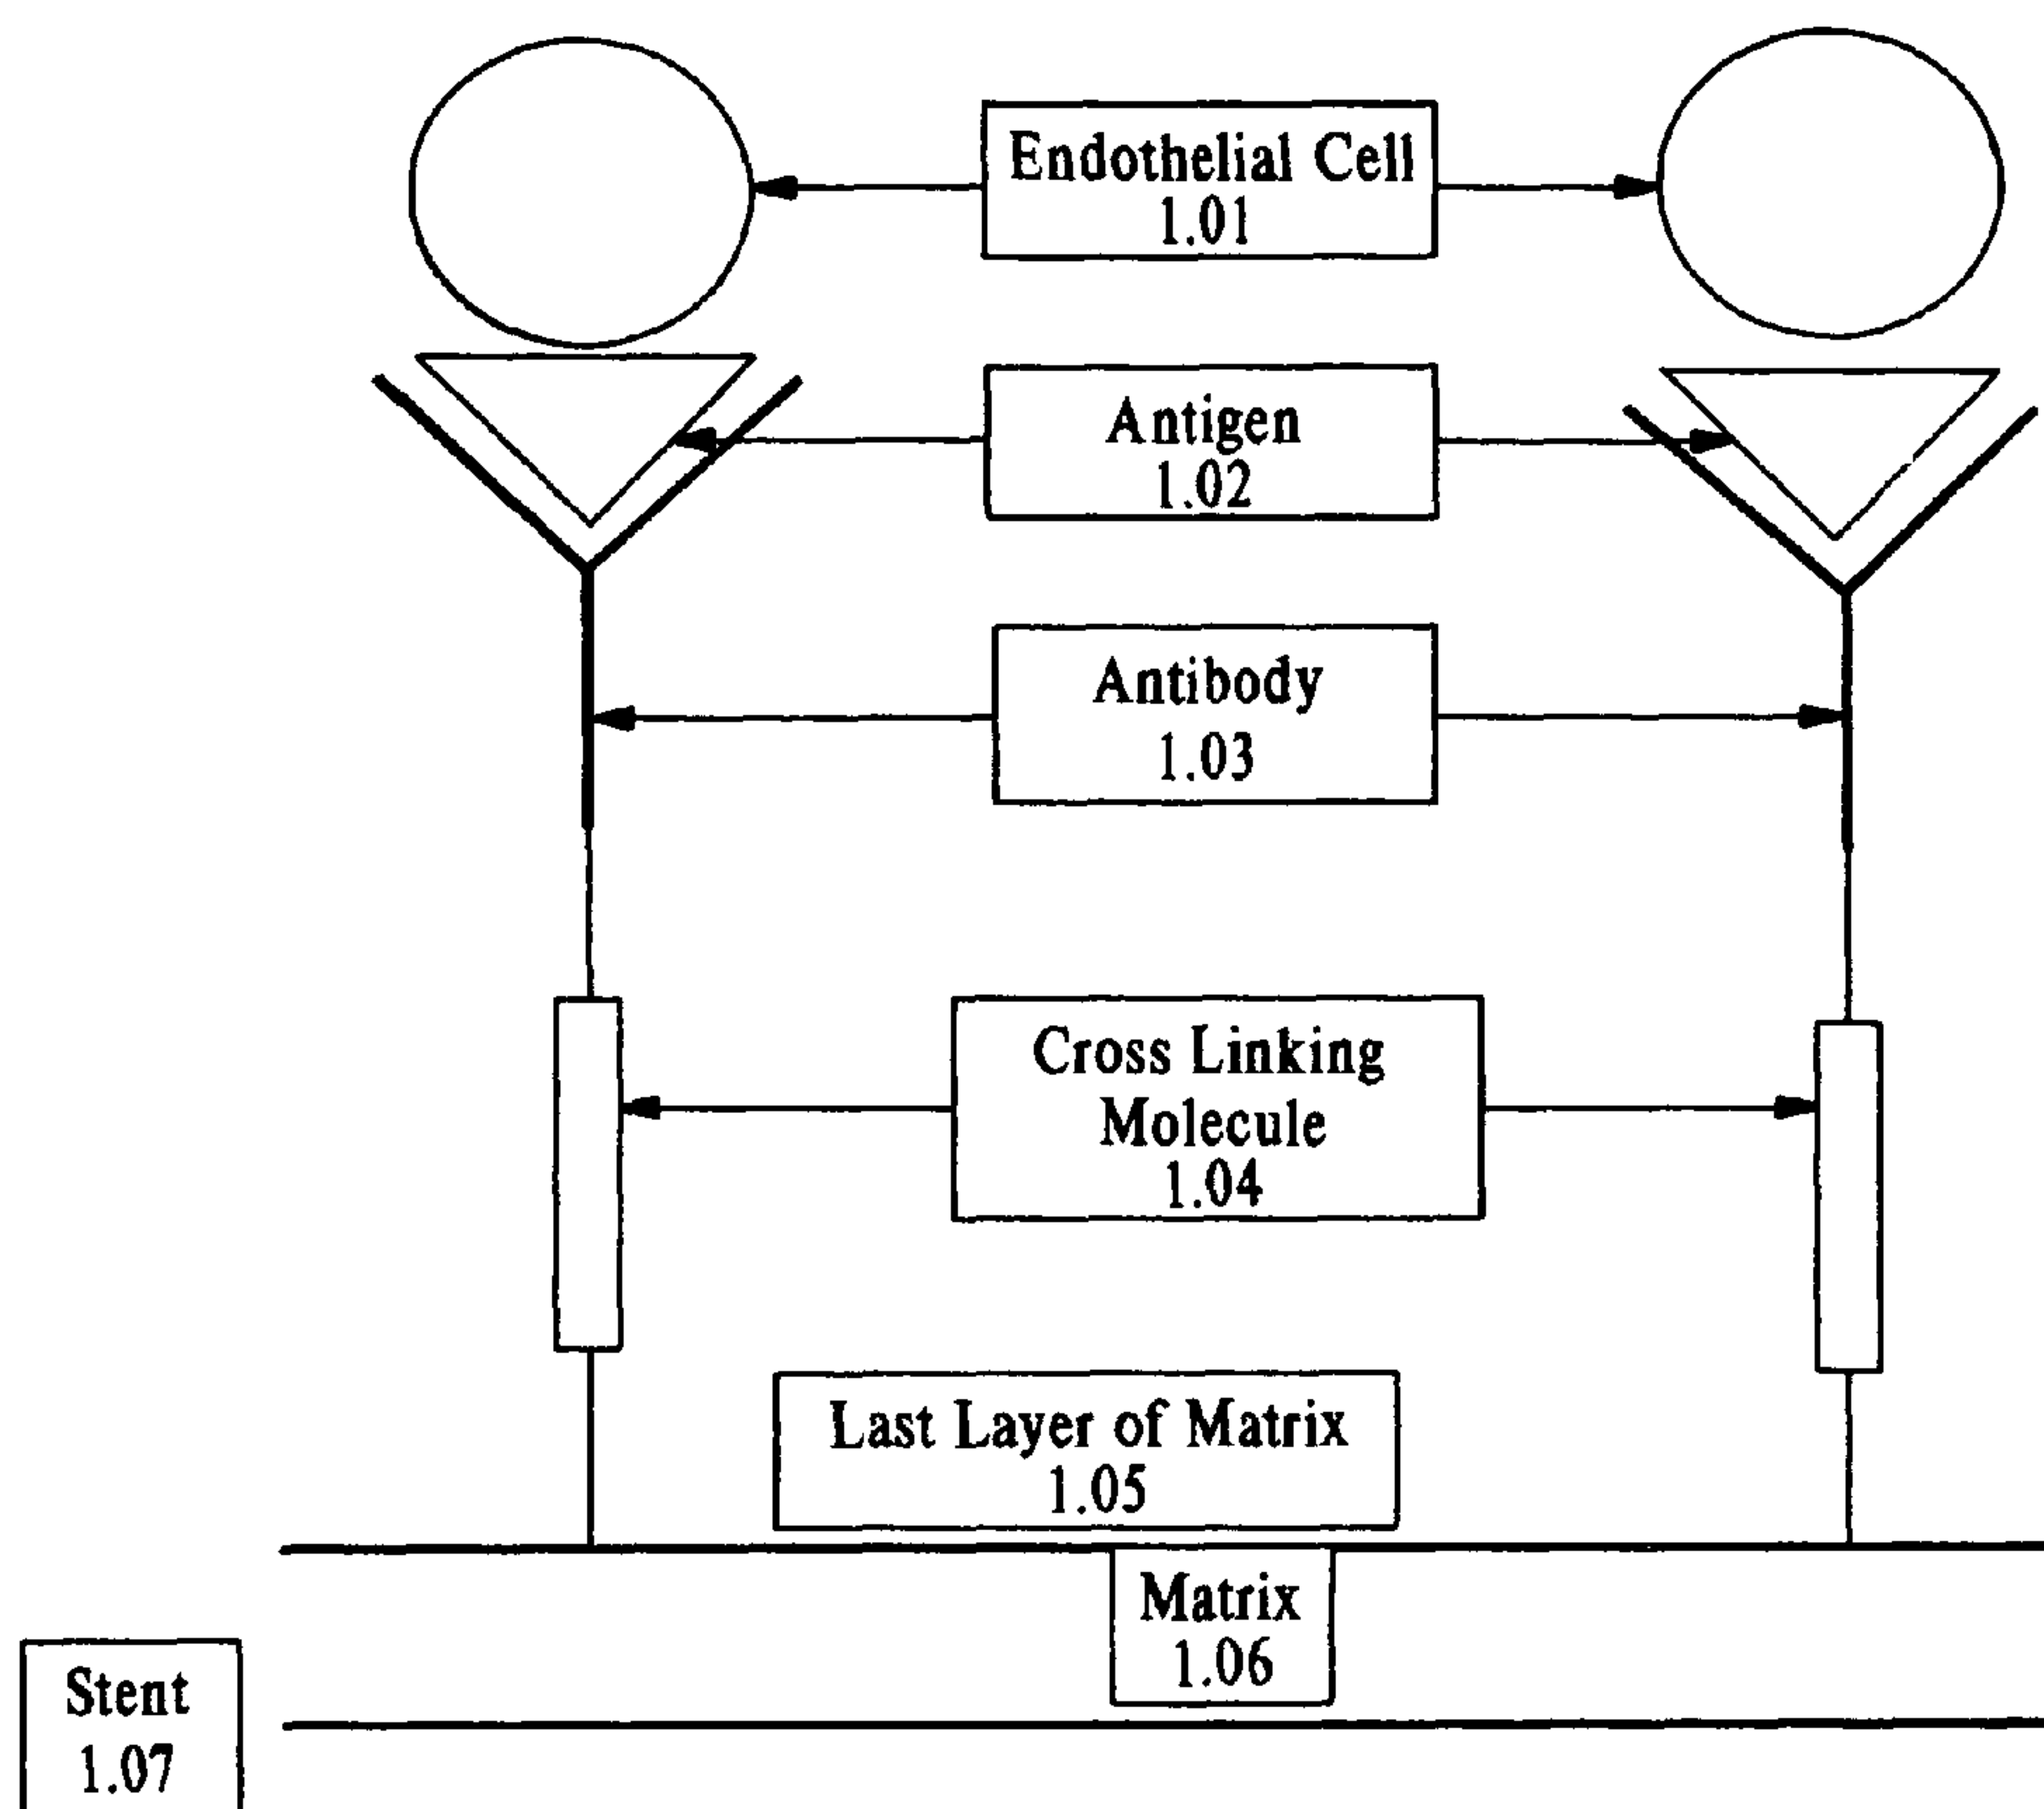 Endothelial Cell
1.01
Antigen
1.02
Antibody
1.03
Cross Linking
Molecule
1.04
Last Layer of Matrix
1.05
Matrix
1.06
Stent
1.07